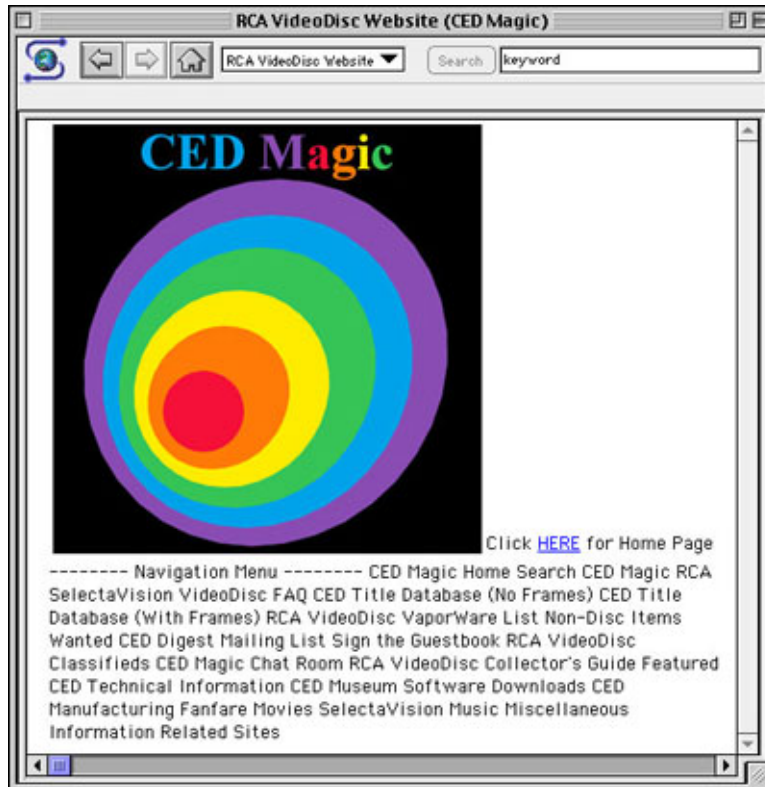 RCA VideoDisc Website (CED Magic)
RCA VideoDisc Website
Search
keyword
CED Magic
Click HERE for Home Page
-------- Navigation Menu -------- CED Magic Home Search CED Magic RCA
SelectaVision VideoDisc FAQ CED Title Database (No Frames) CED Title
Database (With Frames) RCA VideoDisc VaporWare List Non-Disc Items
Wanted CED Digest Mailing List Sign the Guestbook RCA VideoDisc
Classifieds CED Magic Chat Room RCA VideoDisc Collector's Guide Featured
CED Technical Information CED Museum Software Downloads CED
Manufacturing Fanfare Movies SelectaVision Music Miscellaneous
Information Related Sites